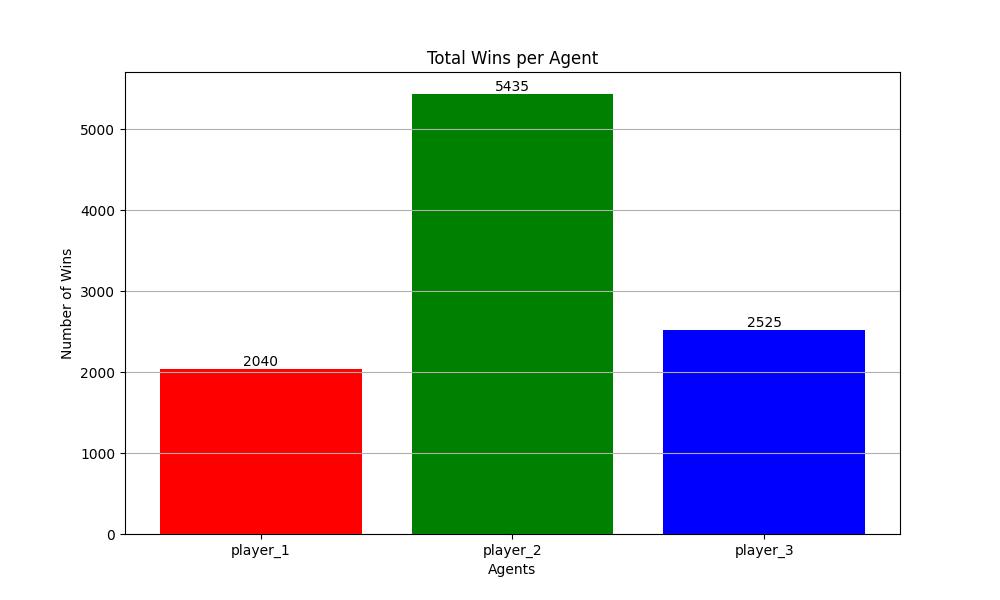 Total Wins per Agent
5435
5000
4000
Number of Wins
3000
2525
2040
2000
1000
0
player_1 player_2 player_3
Agents